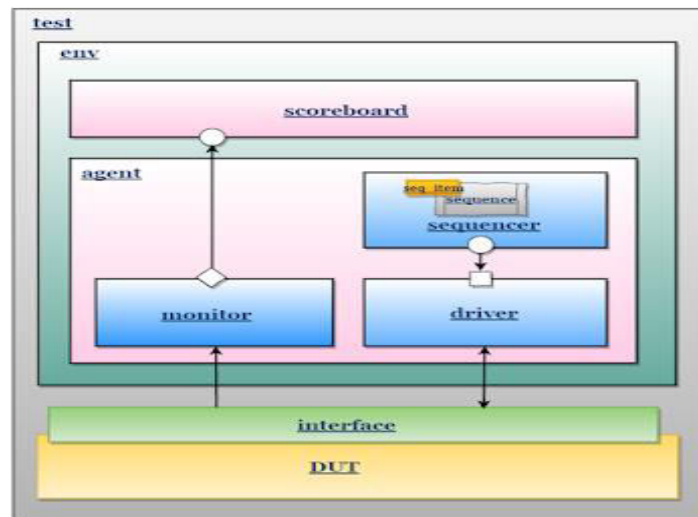 test
env
scoreboard
agent
seq_item
sequence
sequencer
monitor
driver
interface
DUT